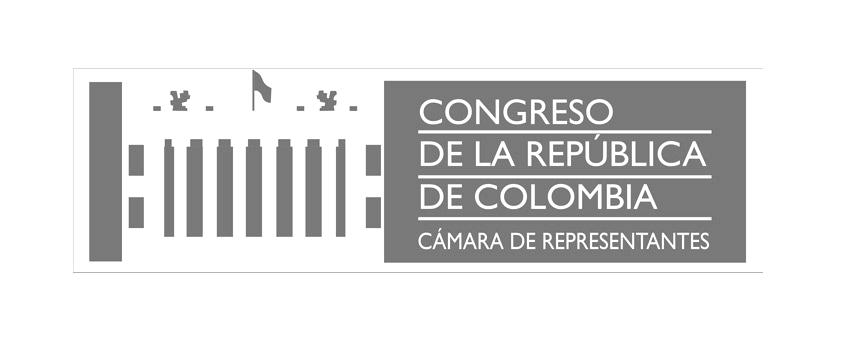 CONGRESO
DE LA REPÚBLICA
DE COLOMBIA
CÁMARA DE REPRESENTANTES